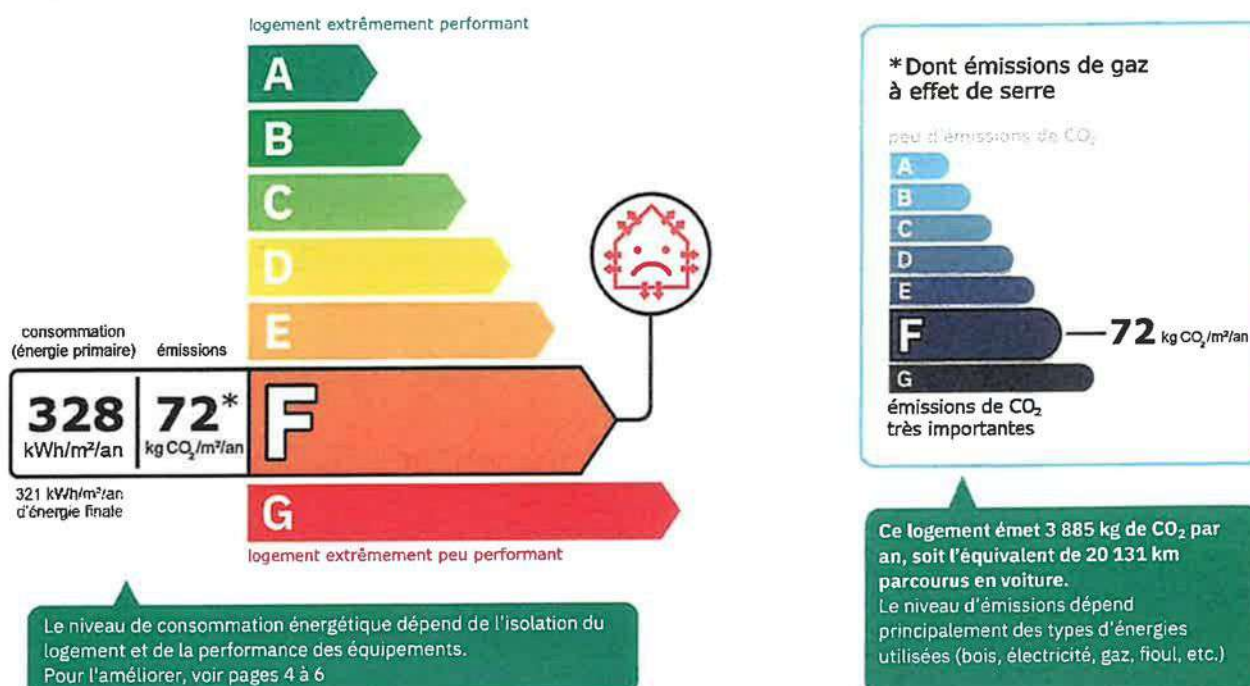 logement extrêmement performant
A
B
C
D
E
consommation
(énergie primaire)
émissions
328
kWh/m²/an
72*
kg CO₂/m²/an
F
321 kWh/m²/an
d'énergie finale
G
logement extrêmement peu performant
Le niveau de consommation énergétique dépend de l'isolation du
logement et de la performance des équipements.
Pour l'améliorer, voir pages 4 à 6
*Dont émissions de gaz
à effet de serre
peu d'émissions de CO₂
A
B
C
D
E
F
72 kg CO₂/m²/an
G
émissions de CO₂
très importantes
Ce logement émet 3 885 kg de CO₂ par
an, soit l'équivalent de 20 131 km
parcourus en voiture.
Le niveau d'émissions dépend
principalement des types d'énergies
utilisées (bois, électricité, gaz, fioul, etc.)